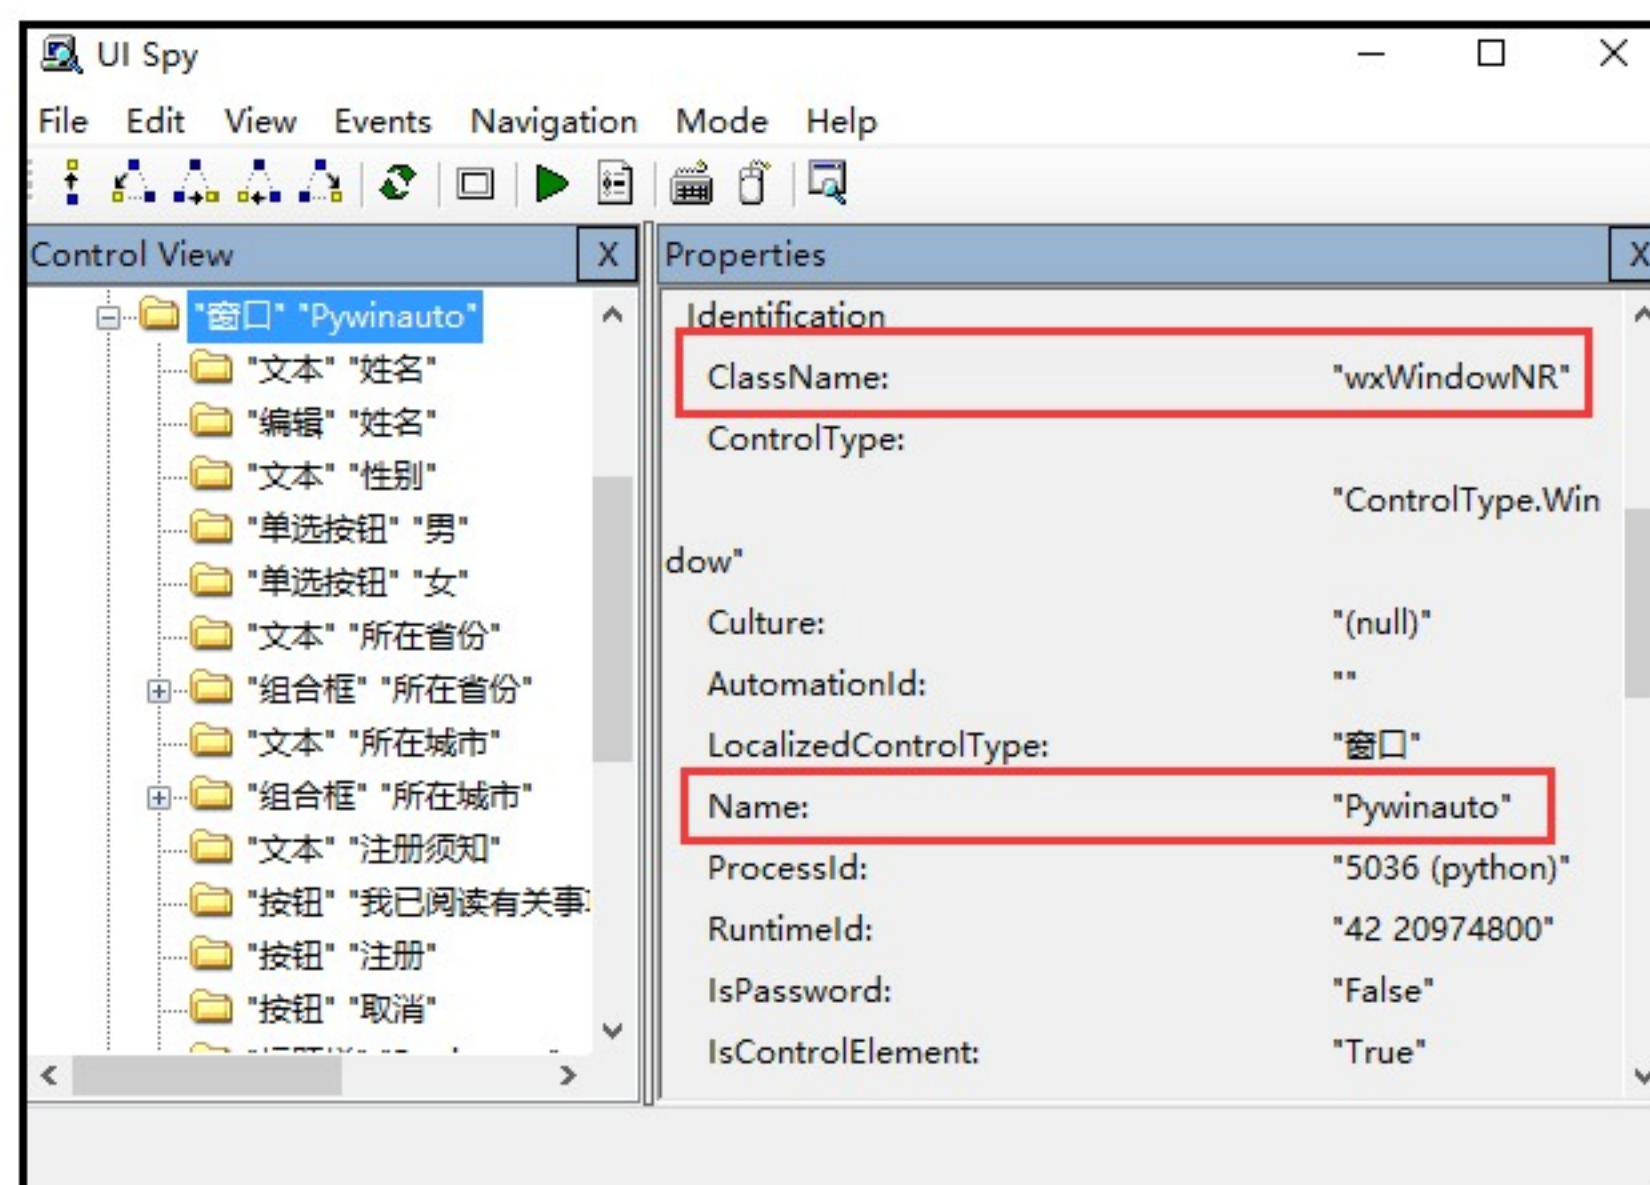 UI Spy
File Edit View Events Navigation Mode Help
Control View X
"窗口" "Pywinauto"
"文本" "姓名"
"编辑" "姓名"
"文本" "性别"
"单选按钮" "男"
"单选按钮" "女"
"文本" "所在省份"
"组合框" "所在省份"
"文本" "所在城市"
"组合框" "所在城市"
"文本" "注册须知"
"按钮" "我已阅读有关事
"按钮" "注册"
"按钮" "取消"
Properties X
Identification
ClassName: "wxWindowNR"
ControlType:
"ControlType.Win
dow"
Culture: "(null)"
AutomationId: ""
LocalizedControlType: "窗口"
Name: "Pywinauto"
ProcessId: "5036 (python)"
RuntimeId: "42 20974800"
IsPassword: "False"
IsControlElement: "True"